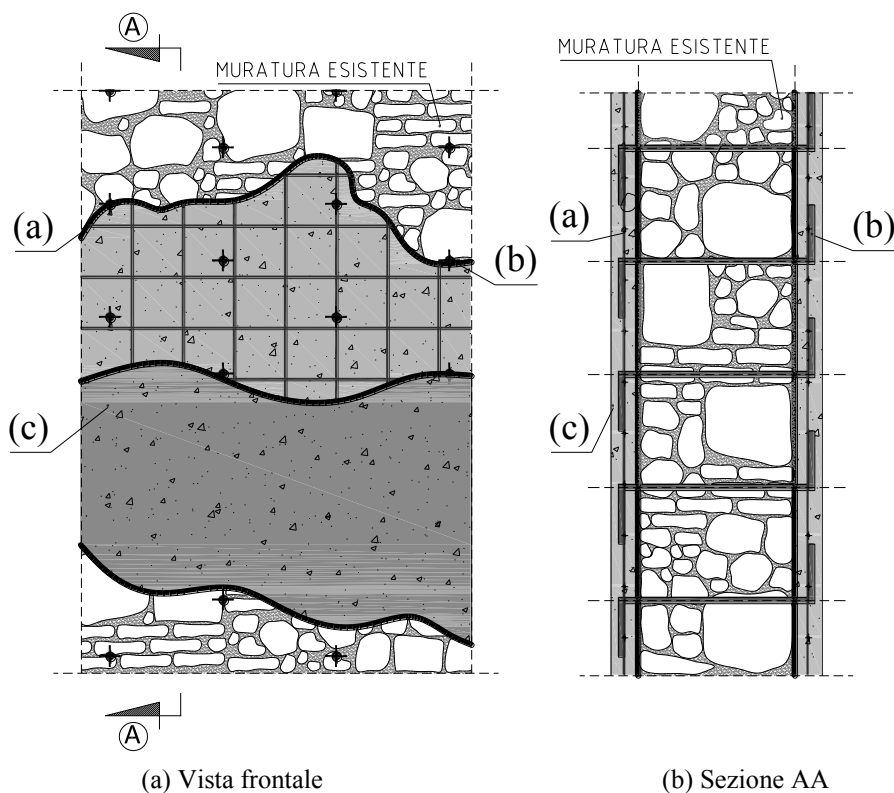 A
MURATURA ESISTENTE
(a)
(b)
(c)
A
(a) Vista frontale
MURATURA ESISTENTE
(a)
(b)
(c)
(b) Sezione AA